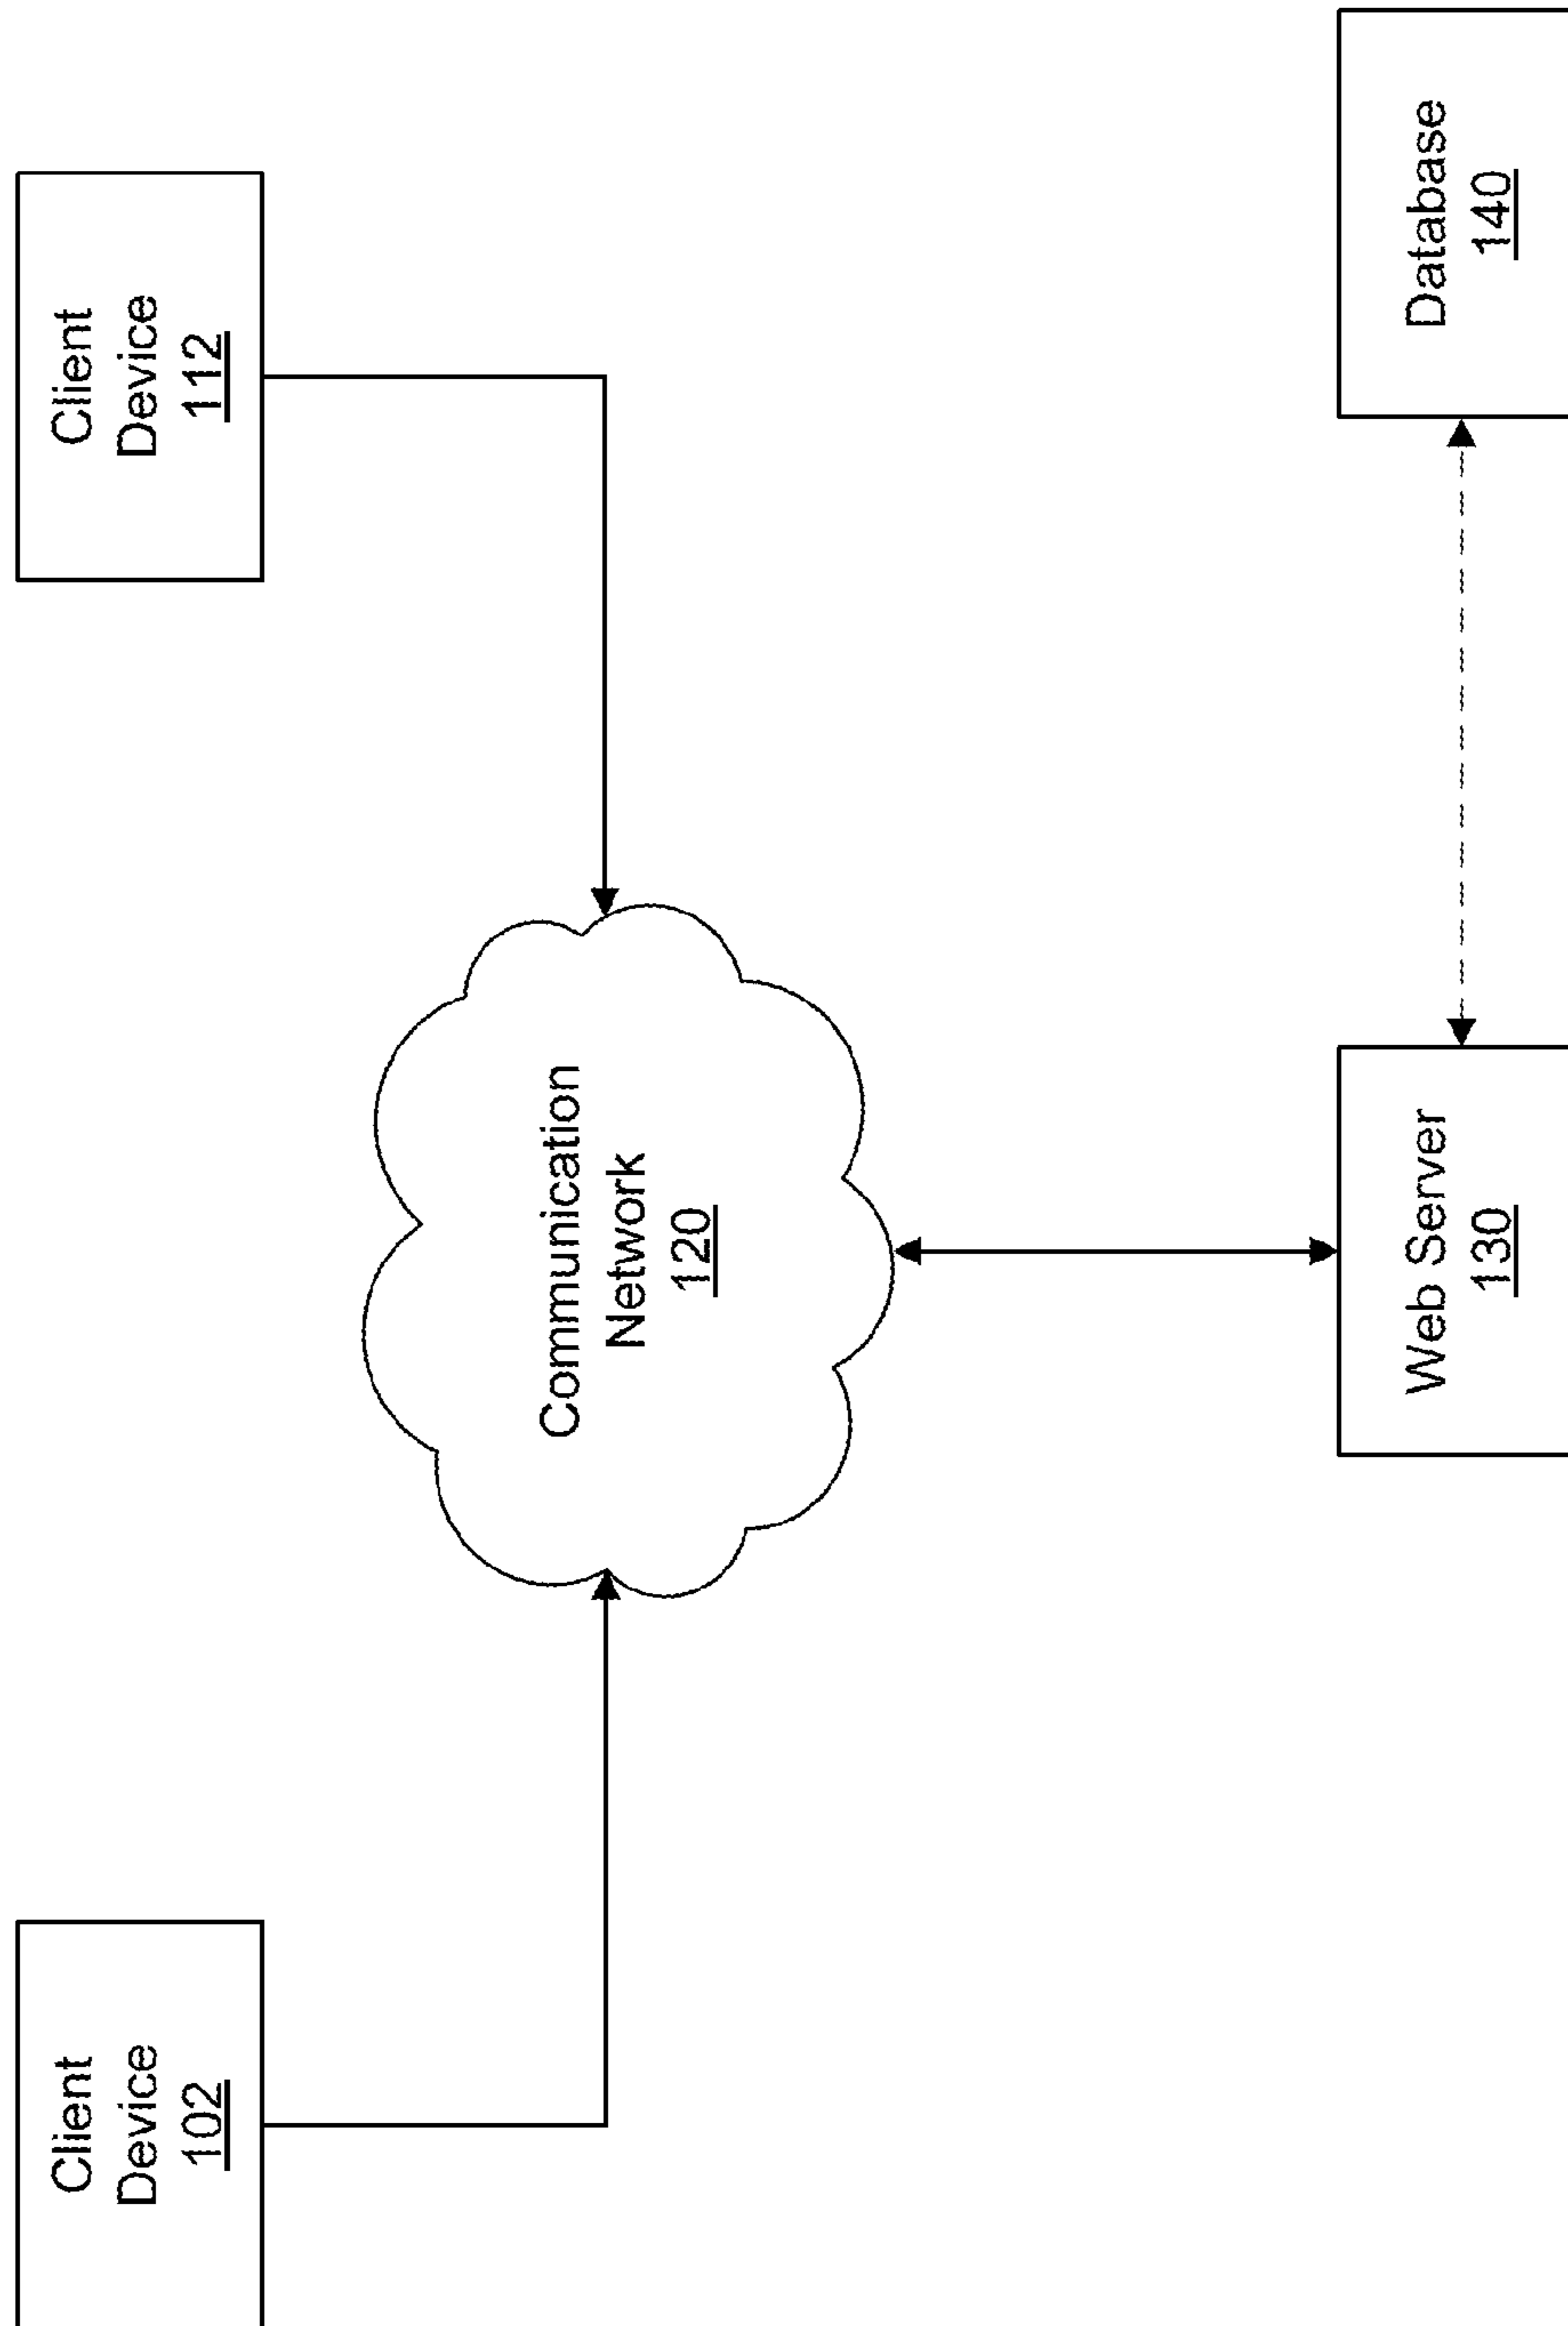 Client
Device
102
Client
Device
112
Communication
Network
120
Web Server
130
Database
140